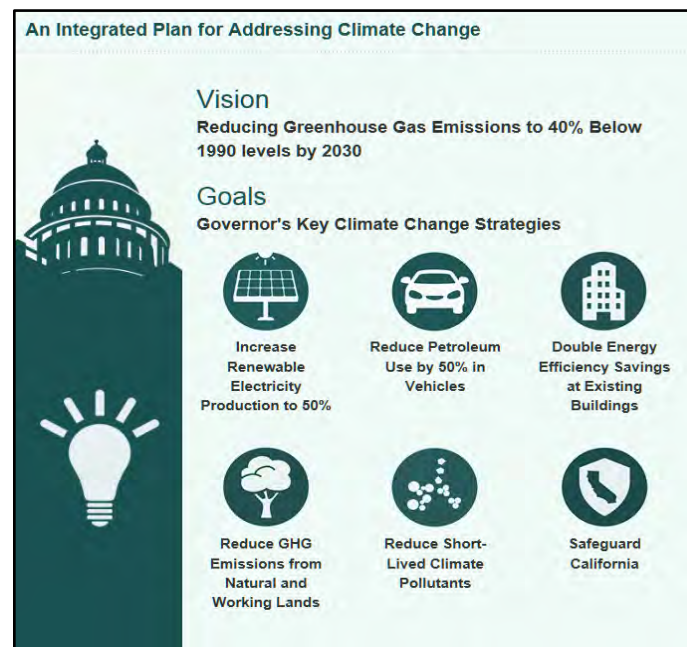 An Integrated Plan for Addressing Climate Change
Vision
Reducing Greenhouse Gas Emissions to 40% Below
1990 levels by 2030
Goals
Governor's Key Climate Change Strategies
Increase
Renewable
Electricity
Production to 50%
Reduce Petroleum
Use by 50% in
Vehicles
Double Energy
Efficiency Savings
at Existing
Buildings
Reduce GHG
Emissions from
Natural and
Working Lands
Reduce Short-
Lived Climate
Pollutants
Safeguard
California